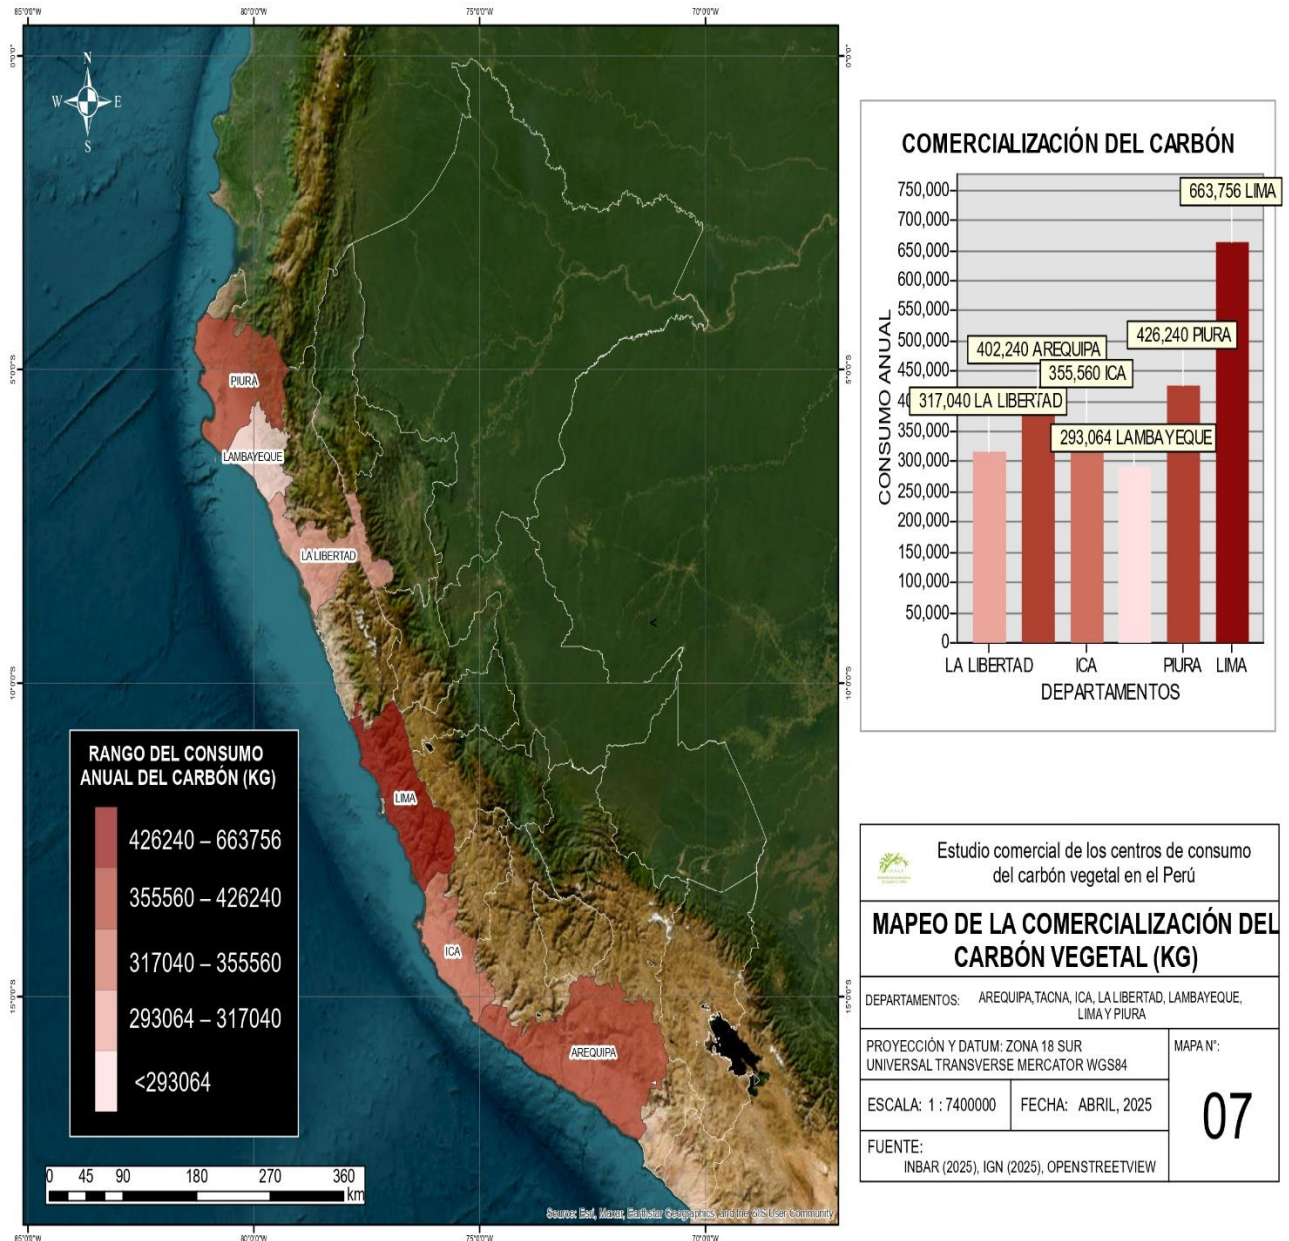 85°0'0"O
80°0'0"O
75°0'0"O
70°0'0"O
0°0'0"
0°0'0"
N
W
E
S
5°0'0"S
5°0'0"S
PIURA
LAMBAYEQUE
LA LIBERTAD
10°0'0"S
10°0'0"S
LIMA
ICA
15°0'0"S
15°0'0"S
AREQUIPA
RANGO DEL CONSUMO
ANUAL DEL CARBÓN (KG)
426240 – 663756
355560 – 426240
317040 – 355560
293064 – 317040
<293064
0 45 90 180 270 360
km
Source: Esri, Maxar, Earthstar Geographics, and the GIS User Community
85°0'0"O
80°0'0"O
75°0'0"O
70°0'0"O
COMERCIALIZACIÓN DEL CARBÓN
CONSUMO ANUAL
750,000
700,000
650,000
600,000
550,000
500,000
450,000
350,000
300,000
250,000
200,000
150,000
100,000
50,000
0
663,756 LIMA
426,240 PIURA
402,240 AREQUIPA
355,560 ICA
317,040 LA LIBERTAD
293,064 LAMBAYEQUE
LA LIBERTAD ICA PIURA LIMA
DEPARTAMENTOS
Estudio comercial de los centros de consumo
del carbón vegetal en el Perú
MAPEO DE LA COMERCIALIZACIÓN DEL
CARBÓN VEGETAL (KG)
DEPARTAMENTOS: AREQUIPA,TACNA, ICA, LA LIBERTAD, LAMBAYEQUE,
LIMA Y PIURA
PROYECCIÓN Y DATUM: ZONA 18 SUR
UNIVERSAL TRANSVERSE MERCATOR WGS84
MAPA N°:
07
ESCALA: 1 : 7400000
FECHA: ABRIL, 2025
FUENTE:
INBAR (2025), IGN (2025), OPENSTREETVIEW